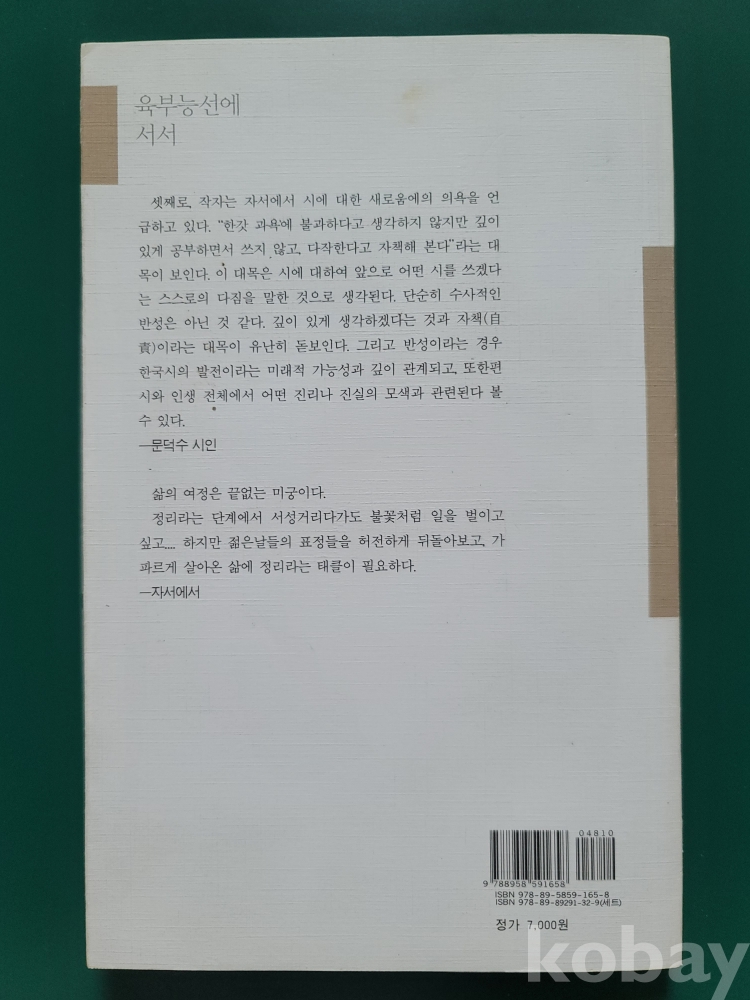 육부능선에
서서
셋째로, 작자는 자서에서 시에 대한 새로움에의 의욕을 언
급하고 있다. "한갓 과욕에 불과하다고 생각하지 않지만 깊이
있게 공부하면서 쓰지 않고, 다작한다고 자책해 본다"라는 대
목이 보인다. 이 대목은 시에 대하여 앞으로 어떤 시를 쓰겠다
는 스스로의 다짐을 말한 것으로 생각된다. 단순히 수사적인
반성은 아닌 것 같다. 깊이 있게 생각하겠다는 것과 자책(自
責)이라는 대목이 유난히 돋보인다. 그리고 반성이라는 경우
한국시의 발전이라는 미래적 가능성과 깊이 관계되고, 또한편
시와 인생 전체에서 어떤 진리나 진실의 모색과 관련된다 볼
수 있다.
—문덕수 시인
삶의 여정은 끝없는 미궁이다.
정리라는 단계에서 서성거리다가도 불꽃처럼 일을 벌이고
싶고.... 하지만 젊은날들의 표정들을 허전하게 뒤돌아보고, 가
파르게 살아온 삶에 정리라는 태클이 필요하다.
—자서에서
04810
9 788958 591658
ISBN 978-89-5859-165-8
ISBN 978-89-89291-32-9(세트)
정가 7,000원
kobay